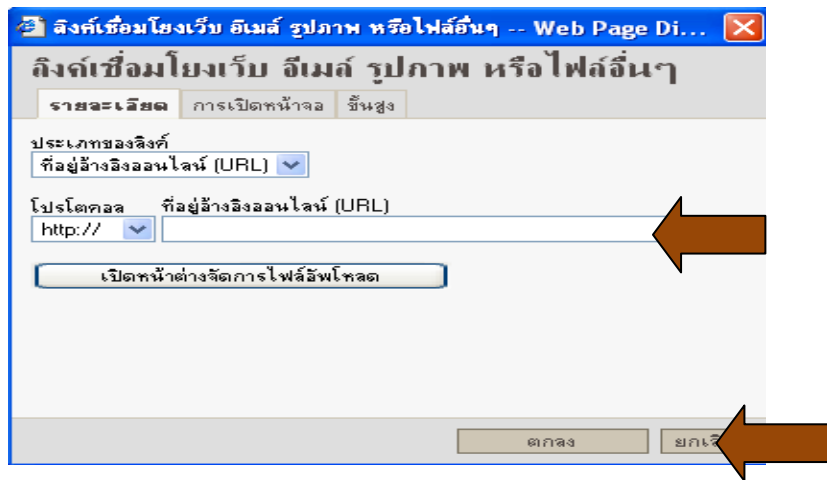 ลิงค์เชื่อมโยงเว็บ อีเมล์ รูปภาพ หรือไฟล์อื่นๆ -- Web Page Di...
ลิงค์เชื่อมโยงเว็บ อีเมล์ รูปภาพ หรือไฟล์อื่นๆ
รายละเอียด การเปิดหน้าจอ ขั้นสูง
ประเภทของลิงค์
ที่อยู่อ้างอิงออนไลน์ (URL)
โปรโตคอล ที่อยู่อ้างอิงออนไลน์ (URL)
http://
เปิดหน้าต่างจัดการไฟล์อัพโหลด
ตกลง